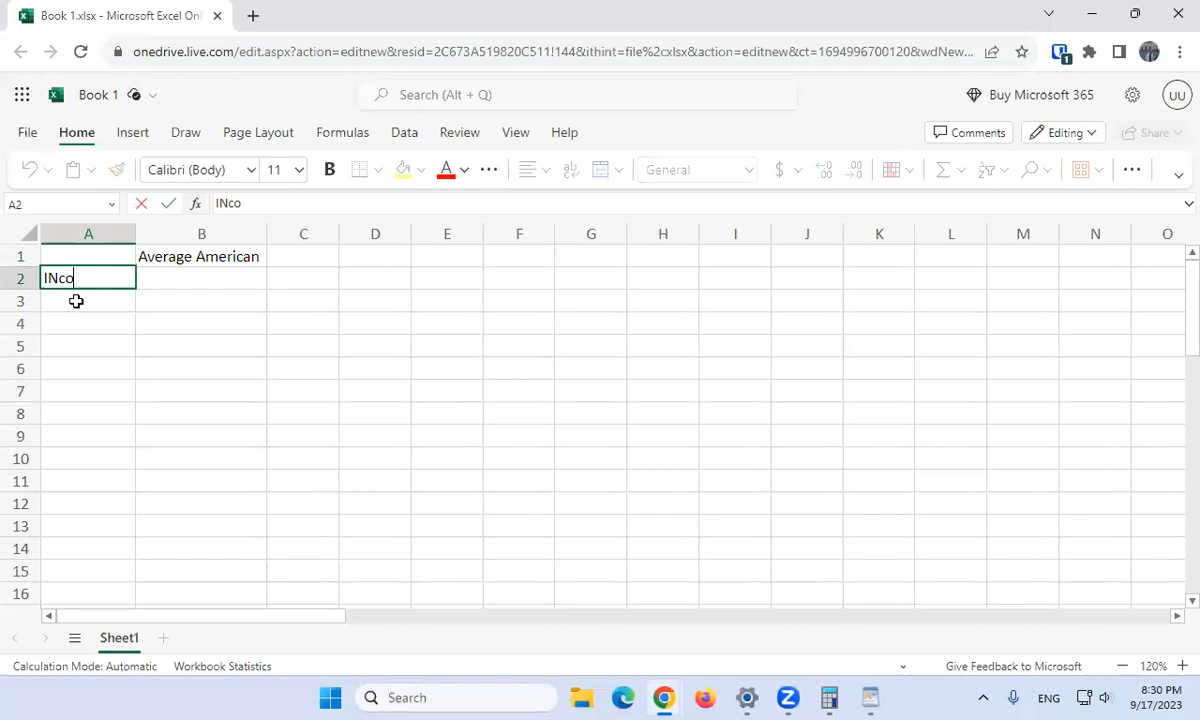 Book 1.xlsx - Microsoft Excel Onl
onedrive.live.com/edit.aspx?action=editnew&resid=2C673A519820C511!144&ithint=file%2cxlsx&action=editnew&ct=1694996700120&wdNew...
1
Book 1
Search (Alt + Q)
Buy Microsoft 365
UU
File Home Insert Draw Page Layout Formulas Data Review View Help
Comments Editing Share
Calibri (Body) 11 B A ab General $ .00
A2 fx INco
A B C D E F G H I J K L M N O
1 Average American
2 INco
3
4
5
6
7
8
9
10
11
12
13
14
15
16
Sheet1
Calculation Mode: Automatic Workbook Statistics Give Feedback to Microsoft 120%
Search ENG 8:30 PM
9/17/2023